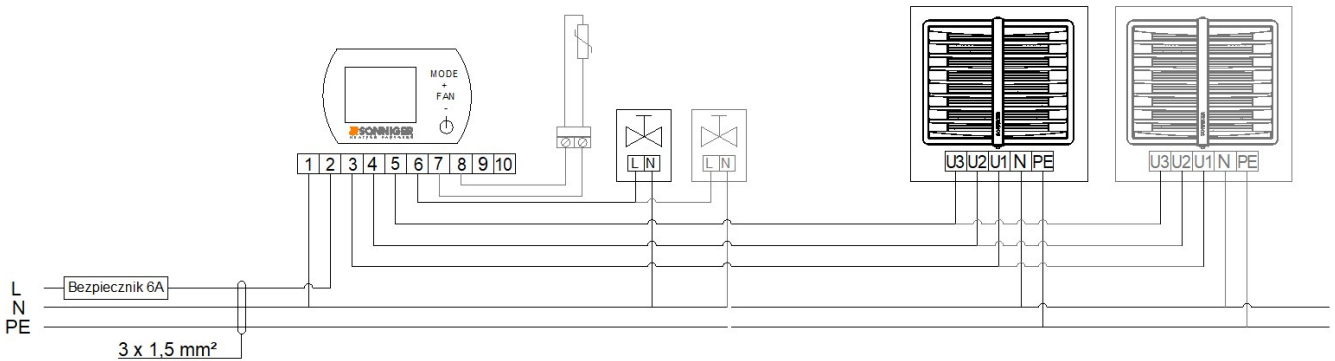 MODE
+
FAN
-
SONNIGER
1 2 3 4 5 6 7 8 9 10
L N
L N
U3 U2 U1 N PE
U3 U2 U1 N PE
L
Bezpiecznik 6A
N
PE
3 x 1,5 mm²